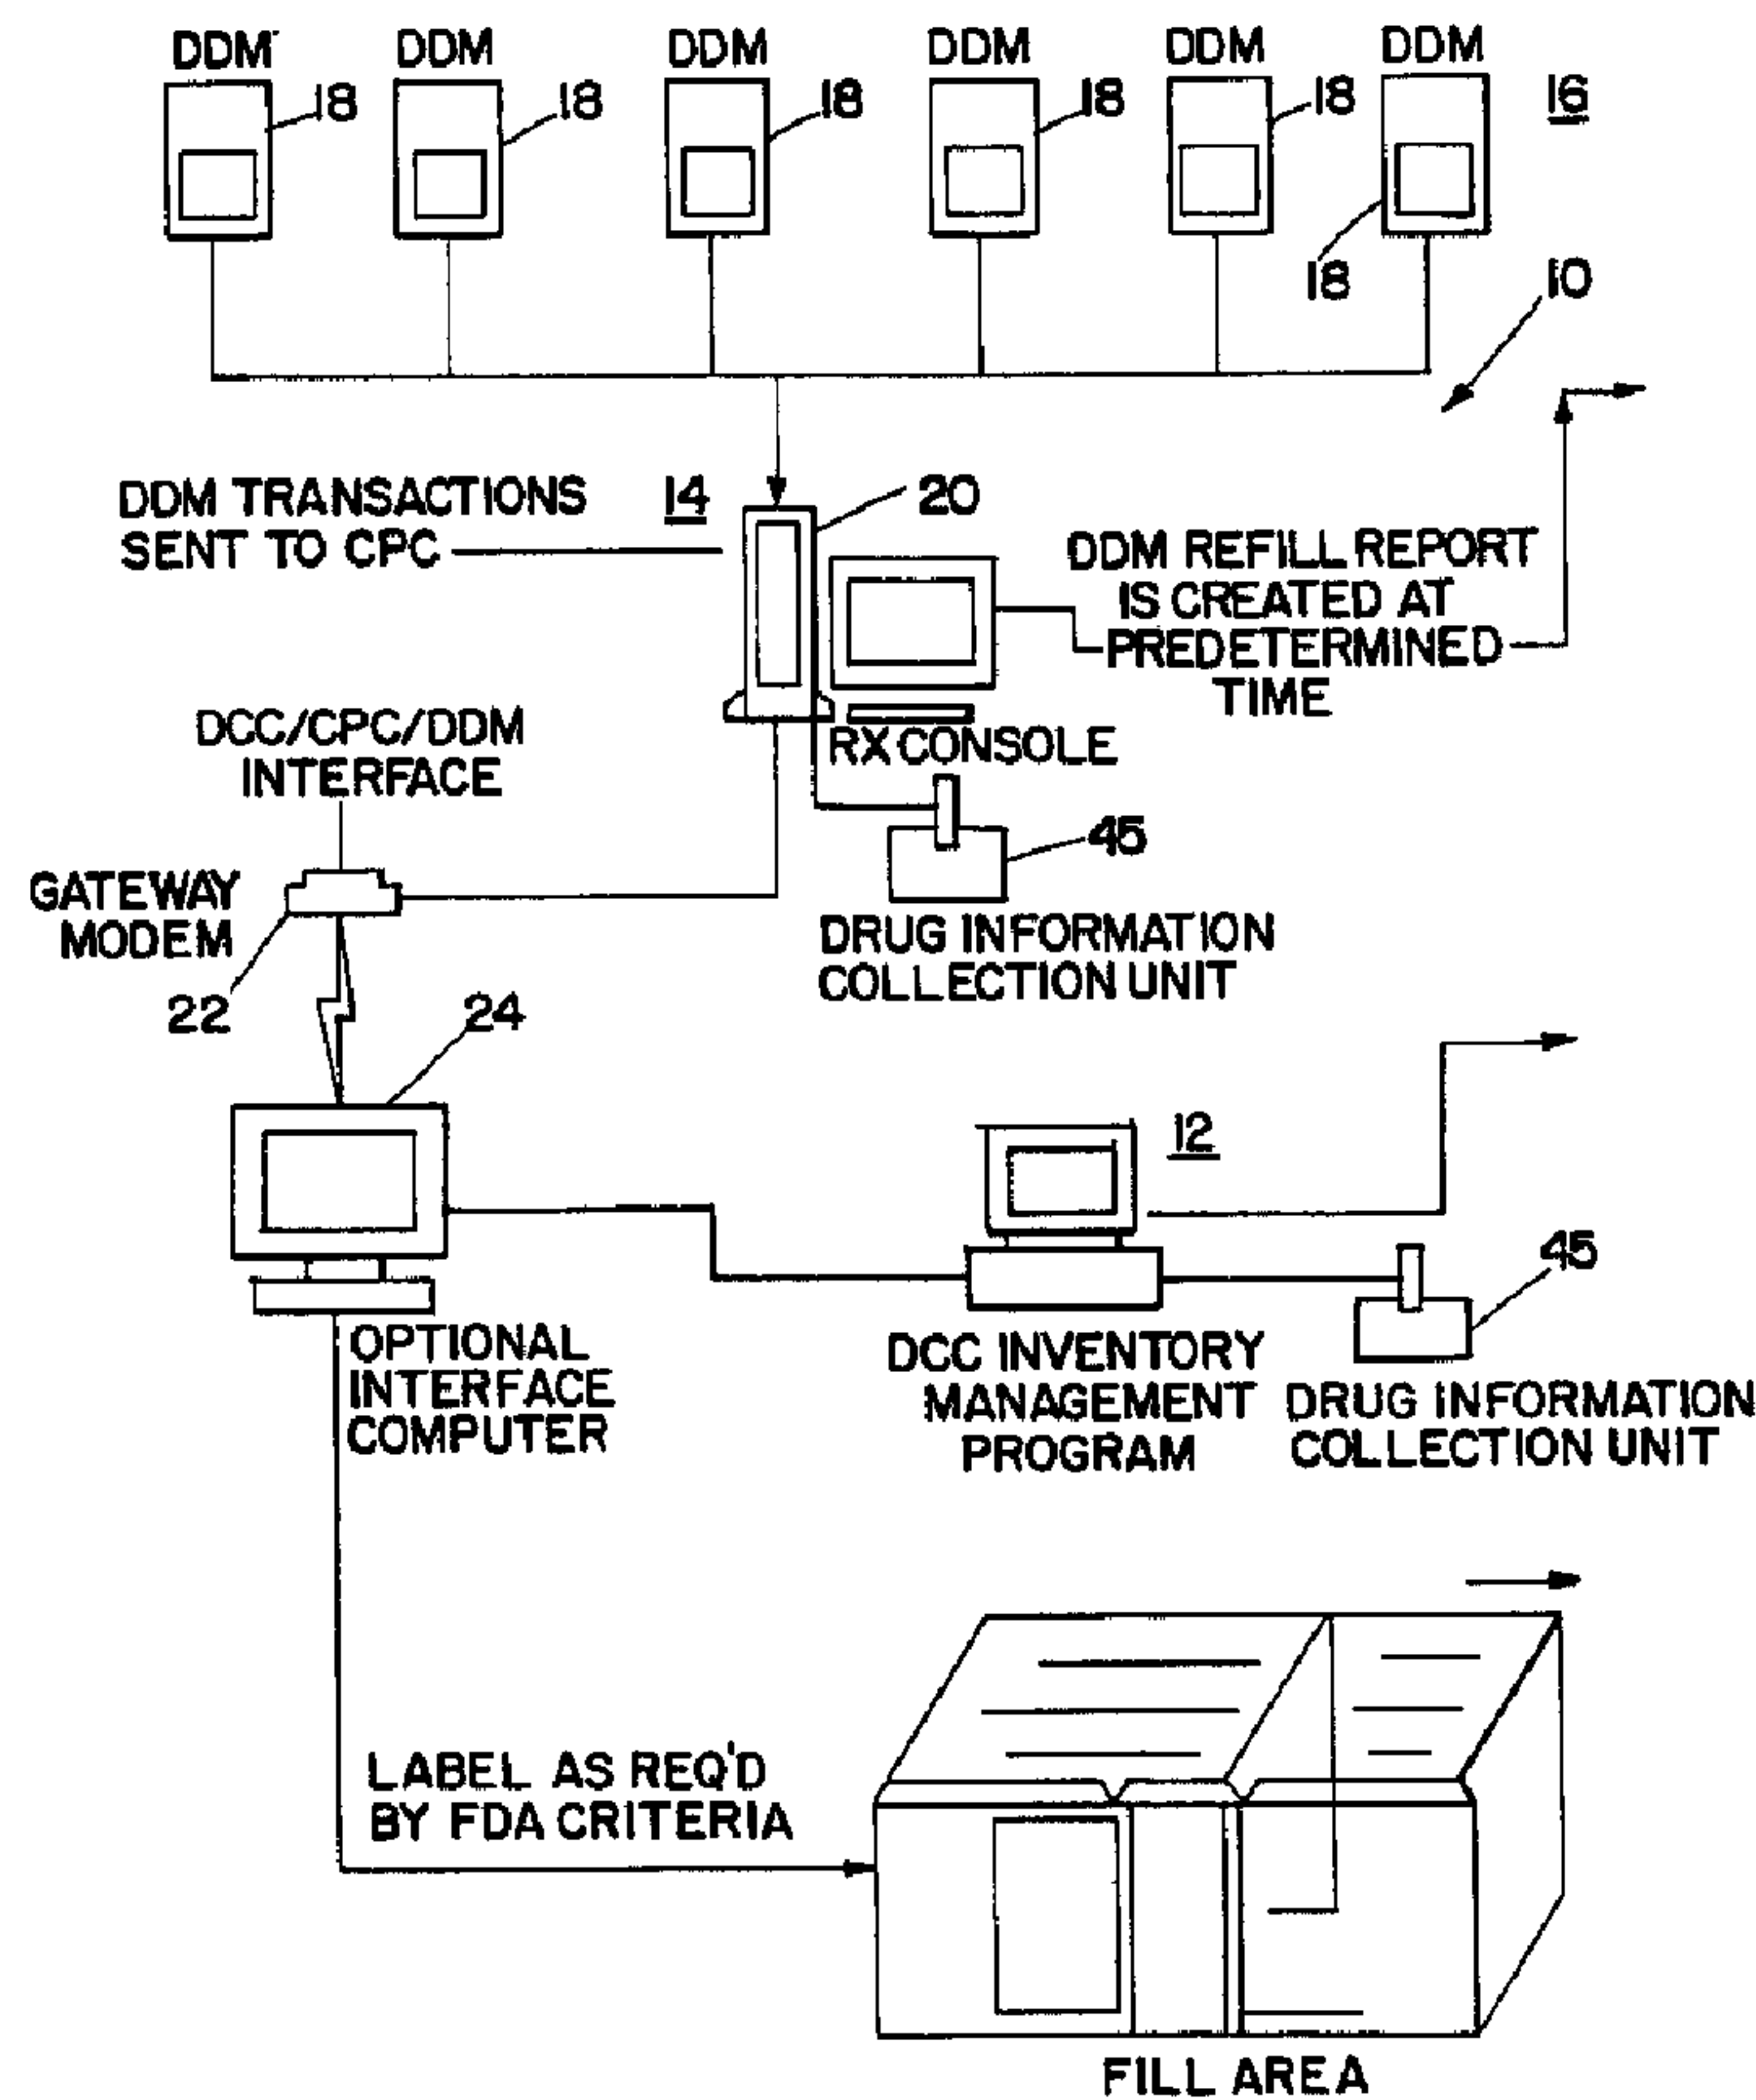 DDM DDM DDM DDM DDM DDM
18 18 18 18 18 16
18
10
DDM TRANSACTIONS
SENT TO CPC
14
20
DDM REFILL REPORT
IS CREATED AT
PREDETERMINED
TIME
RX CONSOLE
DCC/CPC/DDM
INTERFACE
45
GATEWAY
MODEM
22
DRUG INFORMATION
COLLECTION UNIT
24
12
45
OPTIONAL
INTERFACE
COMPUTER
DCC INVENTORY
MANAGEMENT
PROGRAM
DRUG INFORMATION
COLLECTION UNIT
LABEL AS REQ'D
BY FDA CRITERIA
FILL AREA